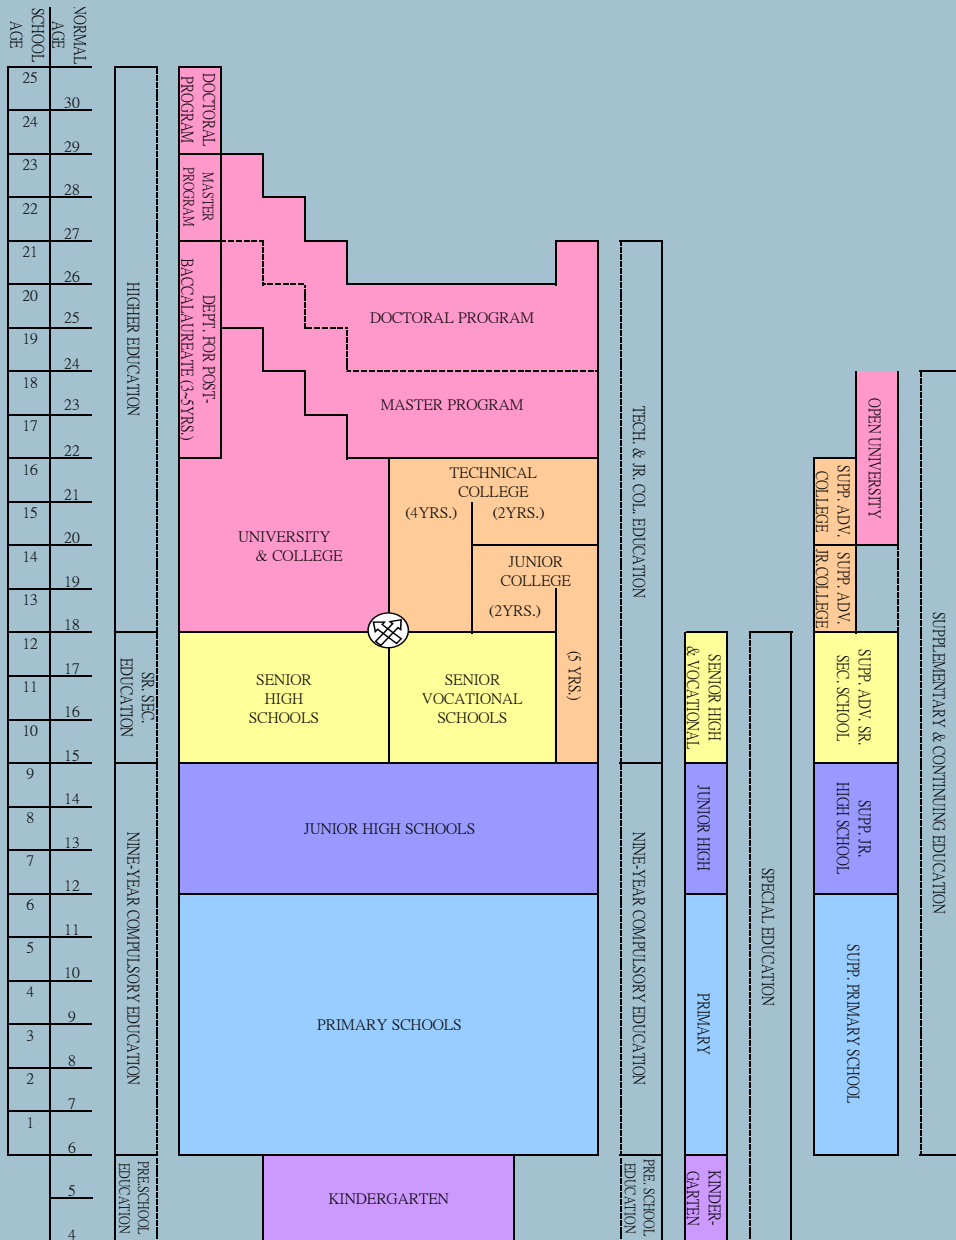 SCHOOL
AGE
NORMAL
AGE
25
30
24
29
23
28
22
27
21
26
20
25
19
24
18
23
17
22
16
21
15
20
14
19
13
18
12
17
11
16
10
15
9
14
8
13
7
12
6
11
5
10
4
9
3
8
2
7
1
6
5
4
HIGHER EDUCATION
SR. SEC.
EDUCATION
NINE-YEAR COMPULSORY EDUCATION
PRE.SCHOOL
EDUCATION
DOCTORAL
PROGRAM
MASTER
PROGRAM
DEPT. FOR POST-
BACCALAUREATE (3~5YRS.)
DOCTORAL PROGRAM
MASTER PROGRAM
UNIVERSITY
& COLLEGE
TECHNICAL
COLLEGE
(4YRS.)
(2YRS.)
JUNIOR
COLLEGE
(2YRS.)
(5 YRS.)
SENIOR
HIGH
SCHOOLS
SENIOR
VOCATIONAL
SCHOOLS
JUNIOR HIGH SCHOOLS
PRIMARY SCHOOLS
KINDERGARTEN
TECH. & JR. COL. EDUCATION
NINE-YEAR COMPULSORY EDUCATION
PRE. SCHOOL
EDUCATION
SENIOR HIGH
& VOCATIONAL
JUNIOR HIGH
PRIMARY
KINDER-
GARTEN
SPECIAL EDUCATION
OPEN UNIVERSITY
SUPP. ADV.
COLLEGE
SUPP. ADV.
JR.COLLEGE
SUPP. ADV. SR.
SEC. SCHOOL
SUPP. JR.
HIGH SCHOOL
SUPP. PRIMARY SCHOOL
SUPPLEMENTARY & CONTINUING EDUCATION